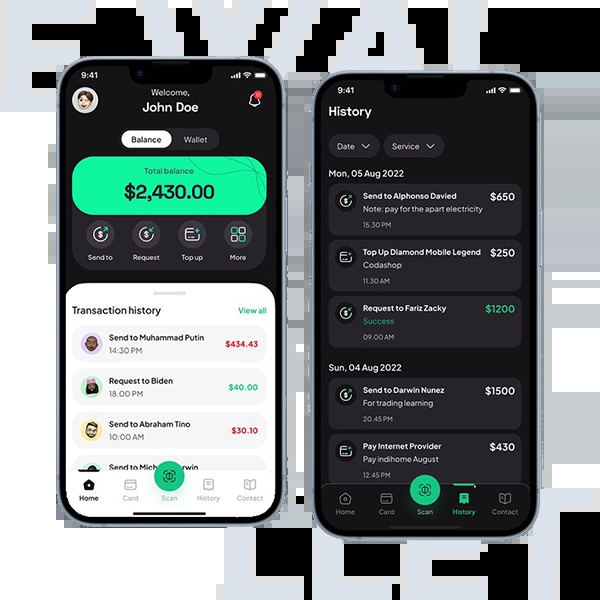 E-WAL
9:41
Welcome,
John Doe
12
Balance
Wallet
Total balance
$2,430.00
Send to
Request
Top up
More
Transaction history
View all
Send to Muhammad Putin
14:30 PM
$434.43
Request to Biden
18.00 PM
$40.00
Send to Abraham Tino
10:00 AM
$30.10
Home
Card
Scan
History
Contact
9:41
History
Date
Service
Mon, 05 Aug 2022
Send to Alphonso Davied
$650
Note: pay for the apart electricity
15.30 PM
Top Up Diamond Mobile Legend
$250
Codashop
11.30 AM
Request to Fariz Zacky
$1200
Success
09.00 AM
Sun, 04 Aug 2022
Send to Darwin Nunez
$1500
For trading learning
20.45 PM
Pay Internet Provider
$430
Pay indihome August
12.45 PM
Home
Card
Scan
History
Contact
LLET